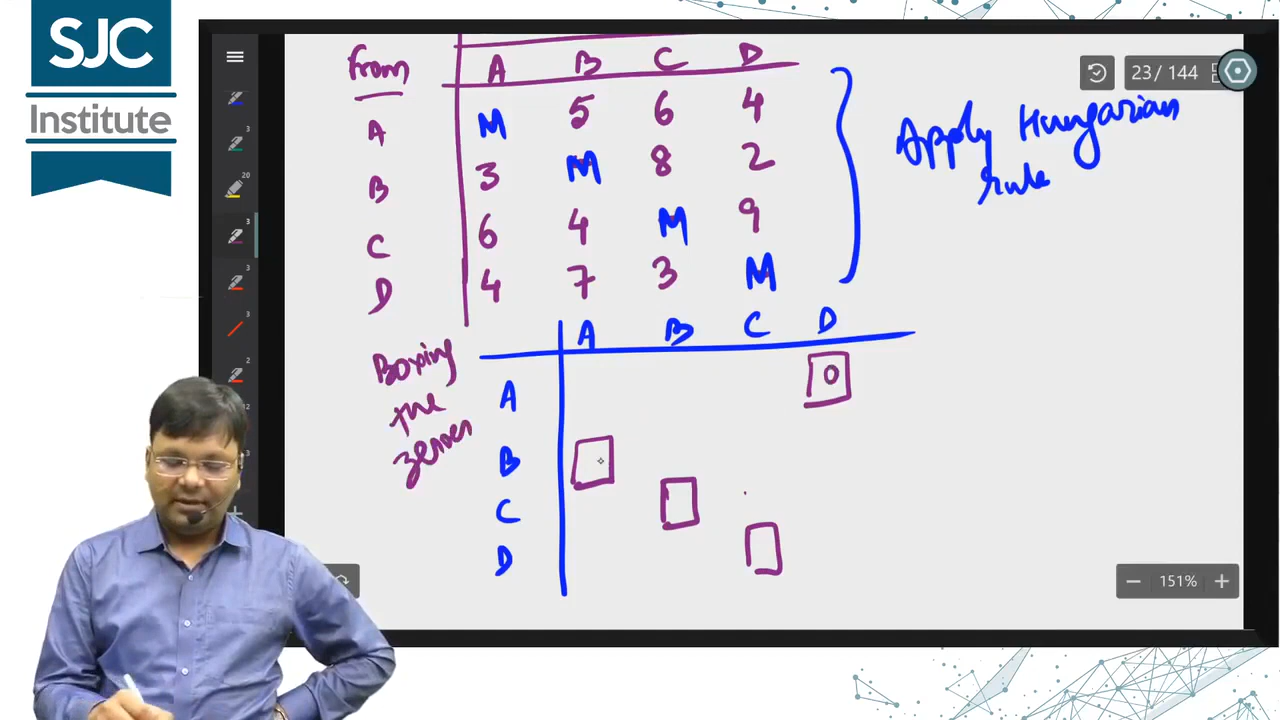 SJC
Institute
23 / 144
From A B C D
A M 5 6 4
B 3 M 8 2
C 6 4 M 9
D 4 7 3 M
Apply Hungarian
rule
Boxing
the
zeroes
A B C D
A 0
B
C
D
151%